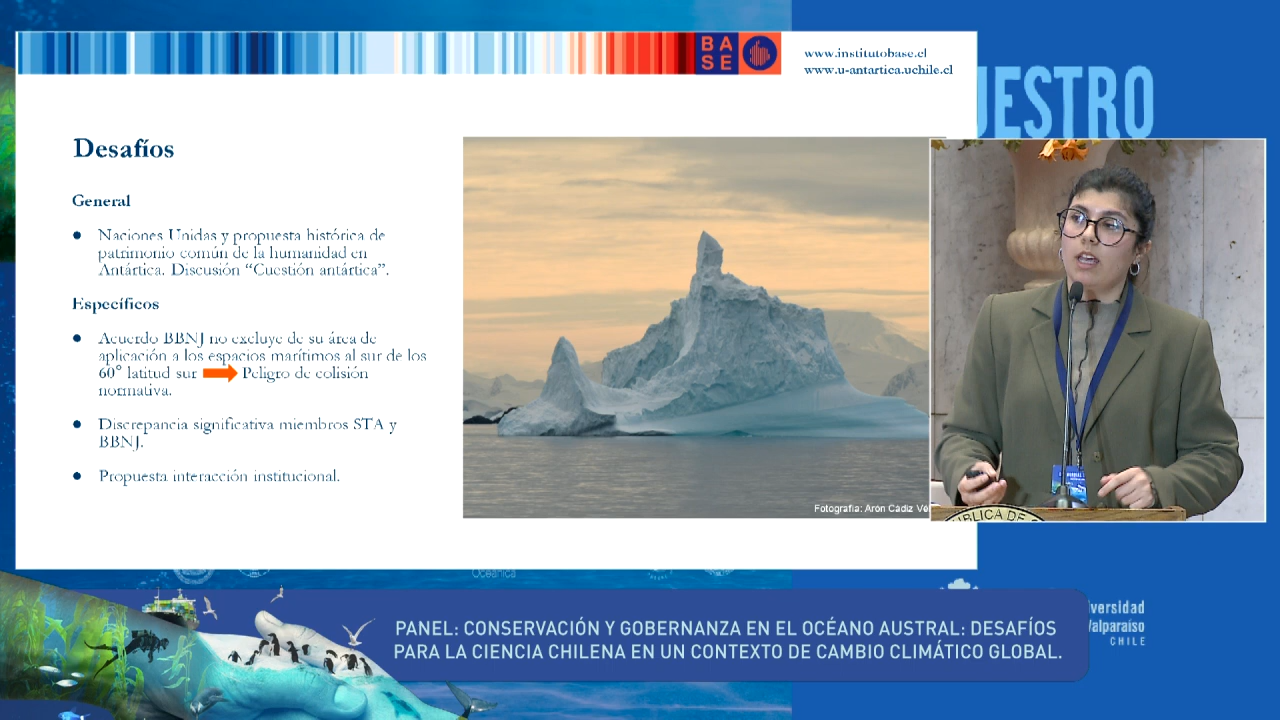 BA
SE
www.institutobase.cl
www.u-antartica.uchile.cl
UESTRO
Desafíos
General
● Naciones Unidas y propuesta histórica de
patrimonio común de la humanidad en
Antártica. Discusión “Cuestión antártica”.
Específicos
● Acuerdo BBNJ no excluye de su área de
aplicación a los espacios marítimos al sur de los
60° latitud sur Peligro de colisión
normativa.
● Discrepancia significativa miembros STA y
BBNJ.
● Propuesta interacción institucional.
Fotografía: Arón Cádiz Vé
Oceánica
PANEL: CONSERVACIÓN Y GOBERNANZA EN EL OCÉANO AUSTRAL: DESAFÍOS
PARA LA CIENCIA CHILENA EN UN CONTEXTO DE CAMBIO CLIMÁTICO GLOBAL.
iversidad
Valparaíso
CHILE